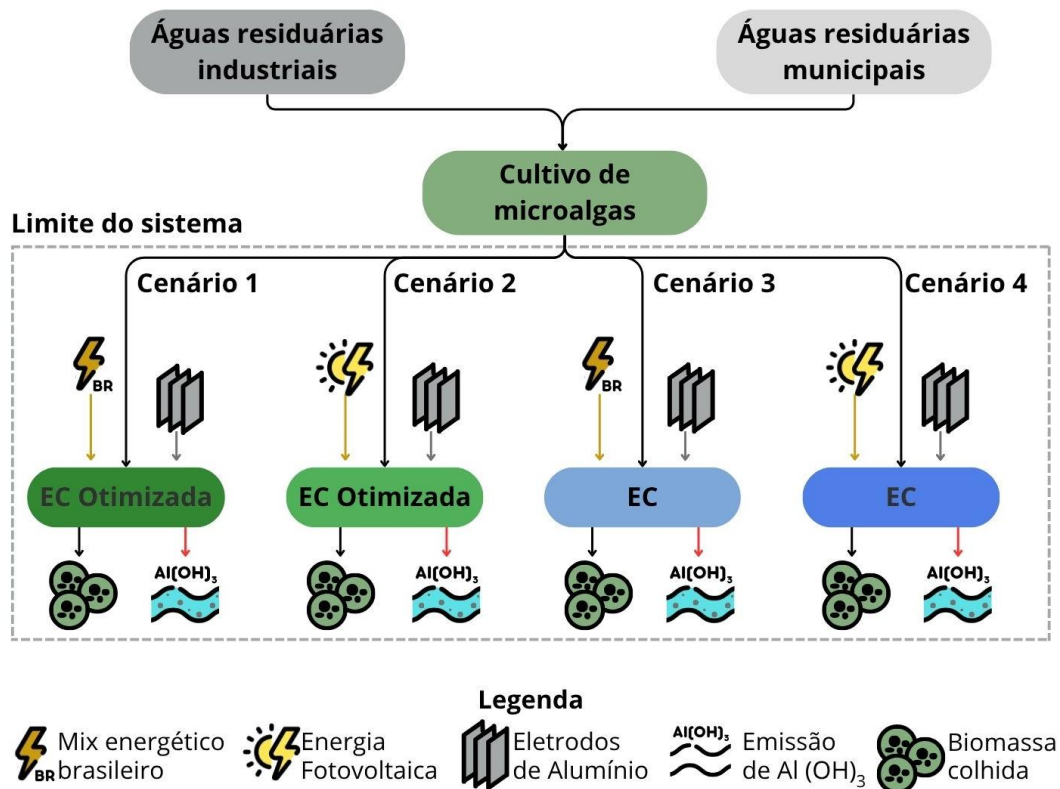 Águas residuárias
industriais
Águas residuárias
municipais
Cultivo de
microalgas
Limite do sistema
Cenário 1
Cenário 2
Cenário 3
Cenário 4
BR
BR
EC Otimizada
EC Otimizada
EC
EC
Al(OH)₃
Al(OH)₃
Al(OH)₃
Al(OH)₃
Legenda
BR
Mix energético
brasileiro
Energia
Fotovoltaica
Eletrodos
de Alumínio
Al(OH)₃
Emissão
de Al (OH)₃
Biomassa
colhida